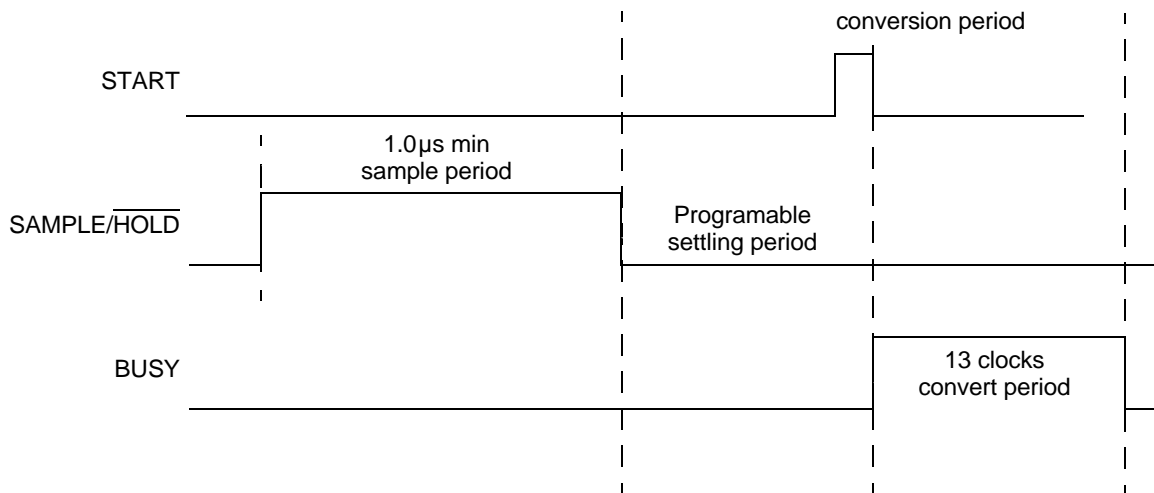 conversion period
START
1.0µs min
sample period
SAMPLE/HOLD
Programable
settling period
BUSY
13 clocks
convert period